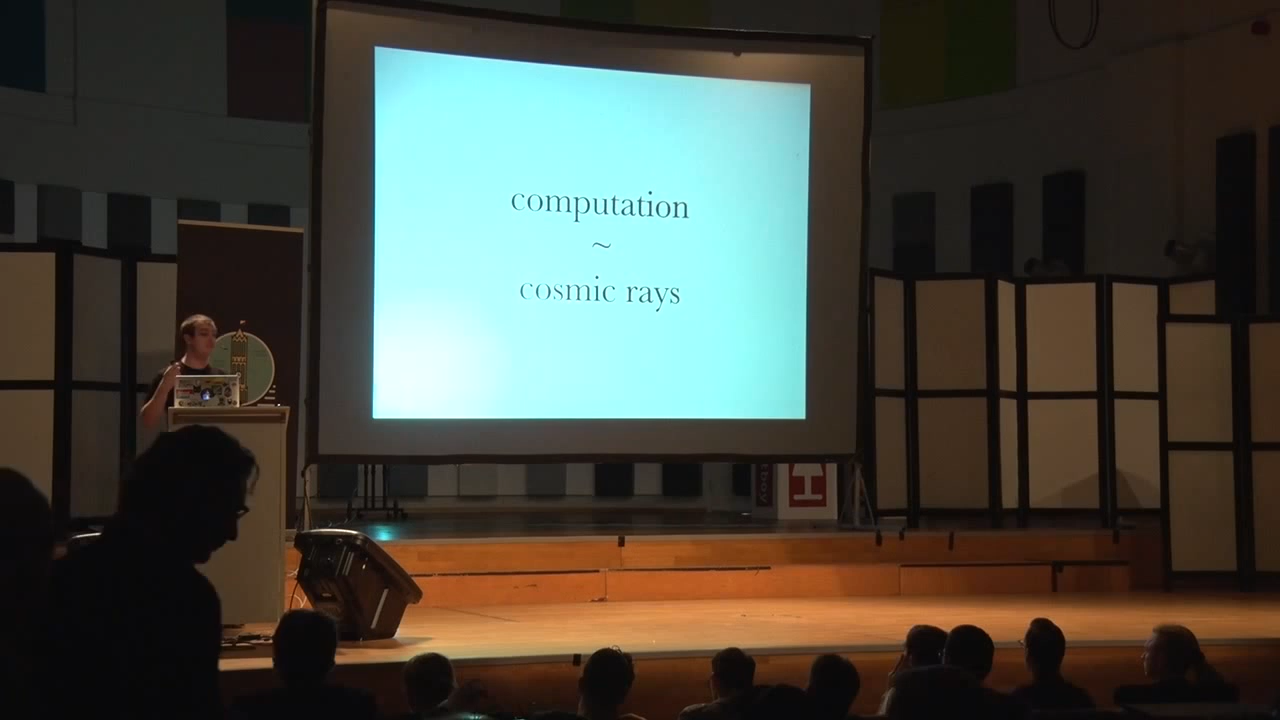 computation
~
cosmic rays
H